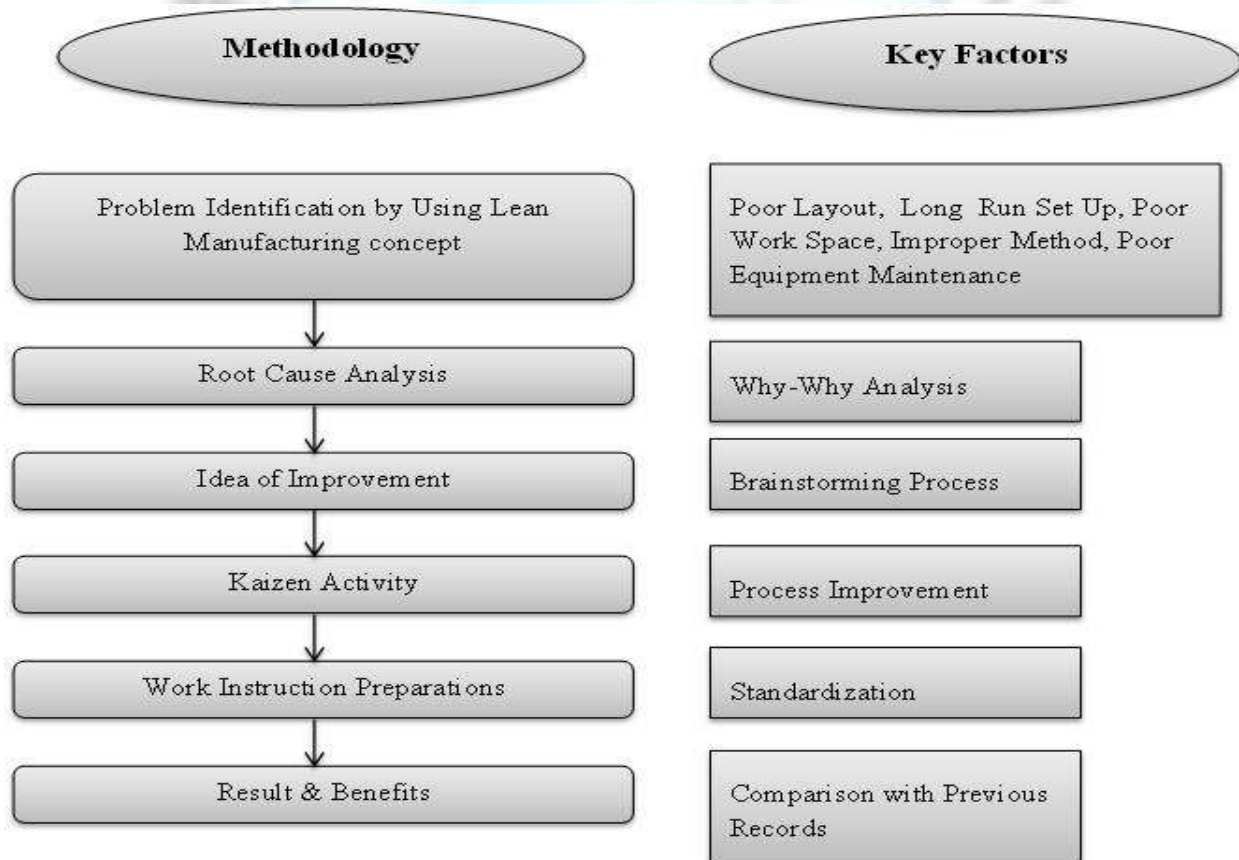 Methodology
Key Factors
Problem Identification by Using Lean
Manufacturing concept
Poor Layout, Long Run Set Up, Poor
Work Space, Improper Method, Poor
Equipment Maintenance
Root Cause Analysis
Why-Why Analysis
Idea of Improvement
Brainstorming Process
Kaizen Activity
Process Improvement
Work Instruction Preparations
Standardization
Result & Benefits
Comparison with Previous
Records